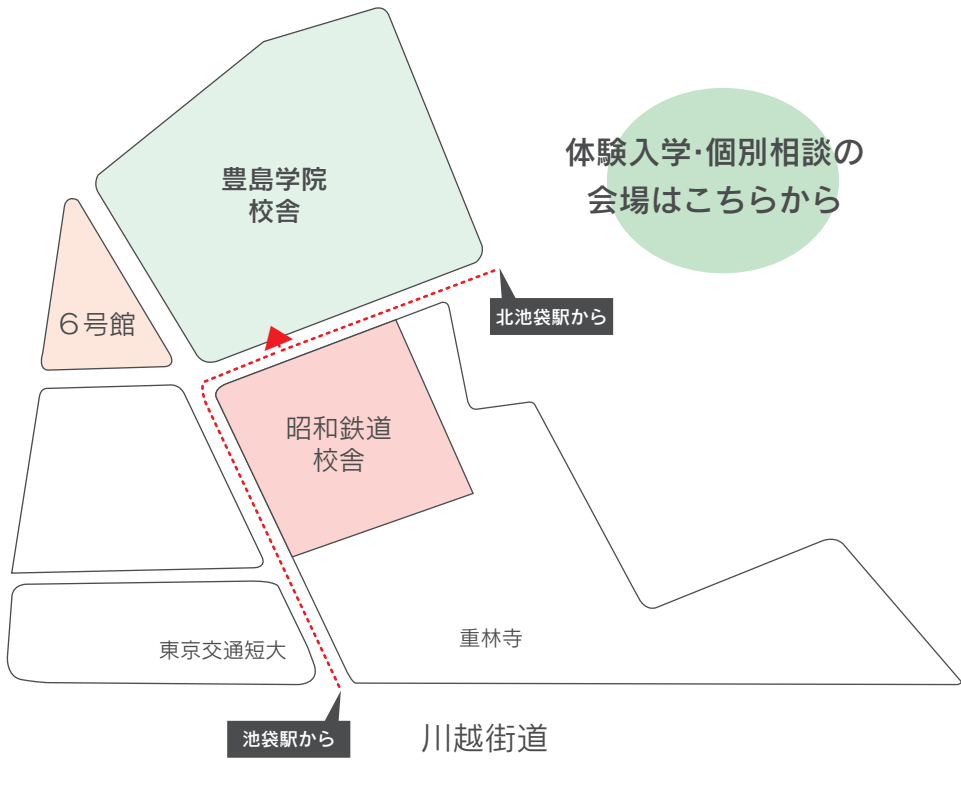 体験入学・個別相談の
会場はこちらから
豊島学院
校舎
6号館
北池袋駅から
昭和鉄道
校舎
東京交通短大
重林寺
池袋駅から
川越街道